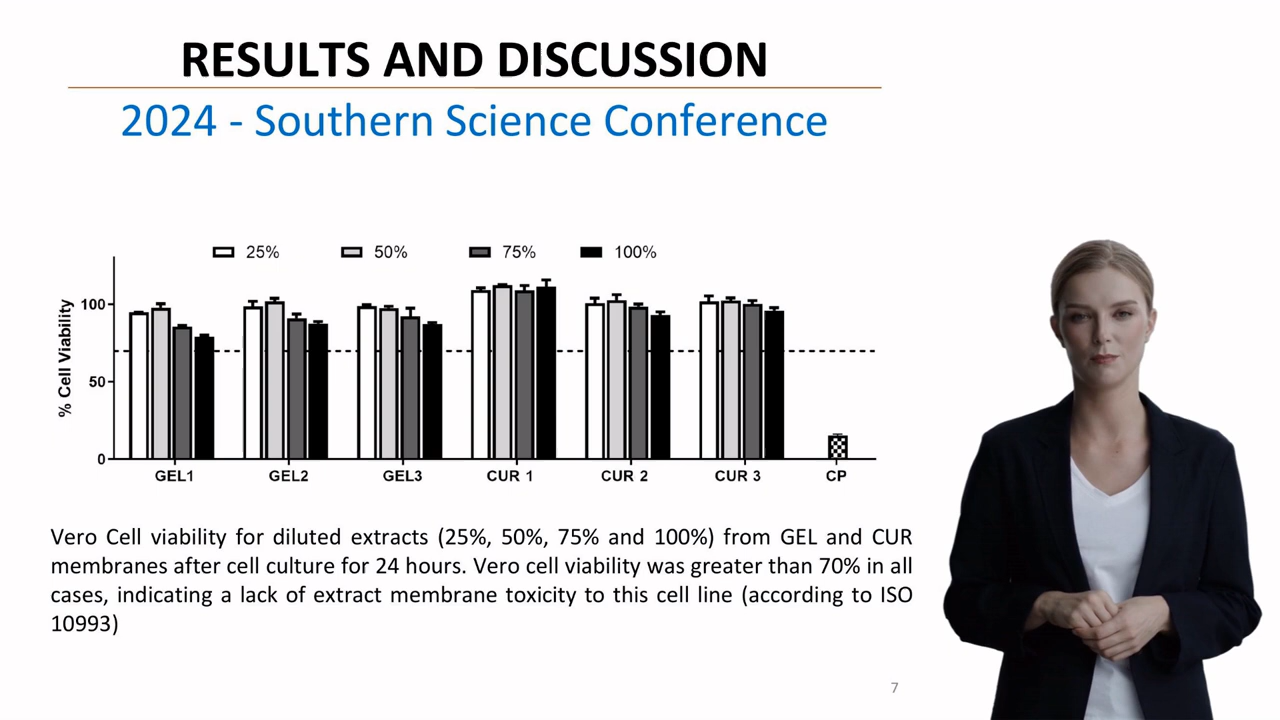 RESULTS AND DISCUSSION
2024 - Southern Science Conference
25% 50% 75% 100%
% Cell Viability
100
50
0
GEL1 GEL2 GEL3 CUR 1 CUR 2 CUR 3 CP
Vero Cell viability for diluted extracts (25%, 50%, 75% and 100%) from GEL and CUR
membranes after cell culture for 24 hours. Vero cell viability was greater than 70% in all
cases, indicating a lack of extract membrane toxicity to this cell line (according to ISO
10993)
7